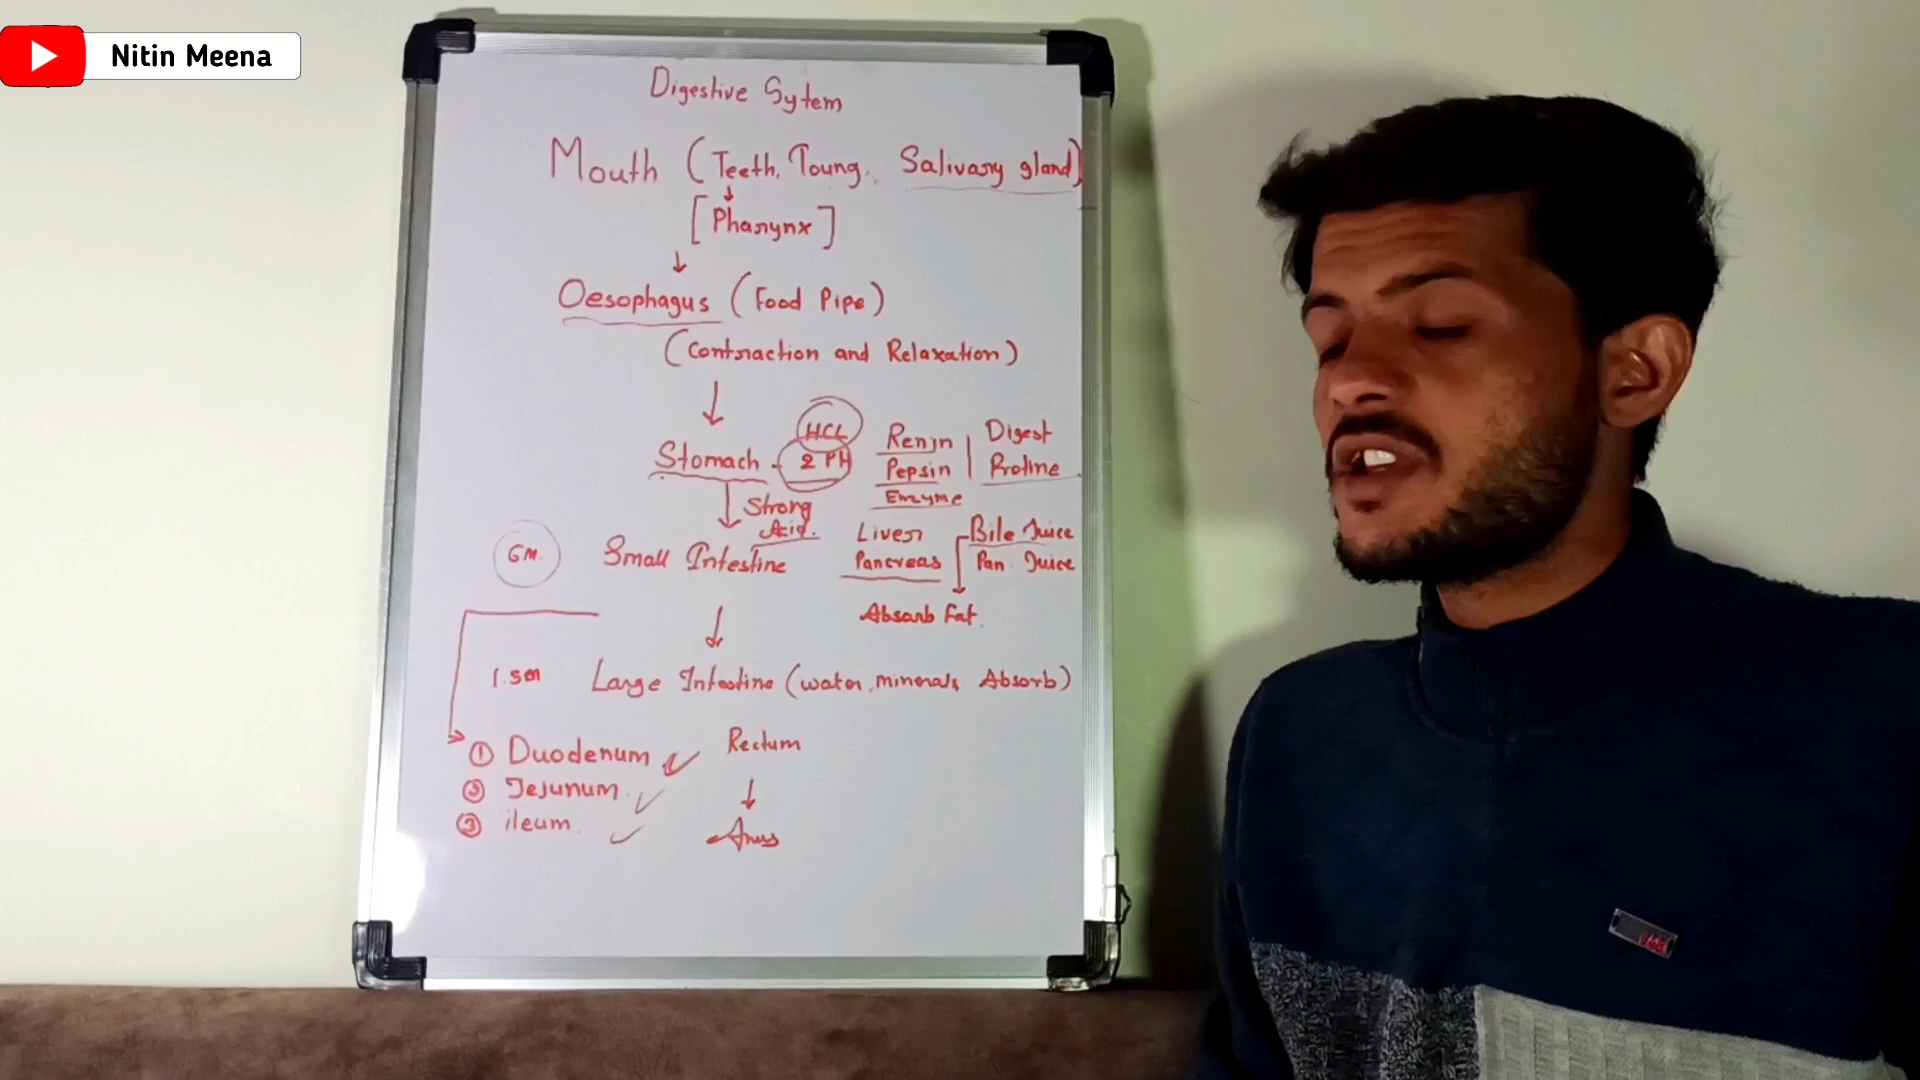 Nitin Meena
Digestive Sytem
Mouth (Teeth, Toung, Salivary gland)
[Pharynx]
Oesophagus (Food Pipe)
(Contraction and Relaxation)
HCL Renin Digest
Stomach - 2 PH Pepsin Protine
Enzyme
Strong
Acid.
Liver Bile Juice
6M. Small Intestine Pancreas Pan. Juice
Absorb Fat.
1.5m Large Intestine (water, minerals Absorb)
① Duodenum Rectum
② Jejunum
③ ileum. Anus